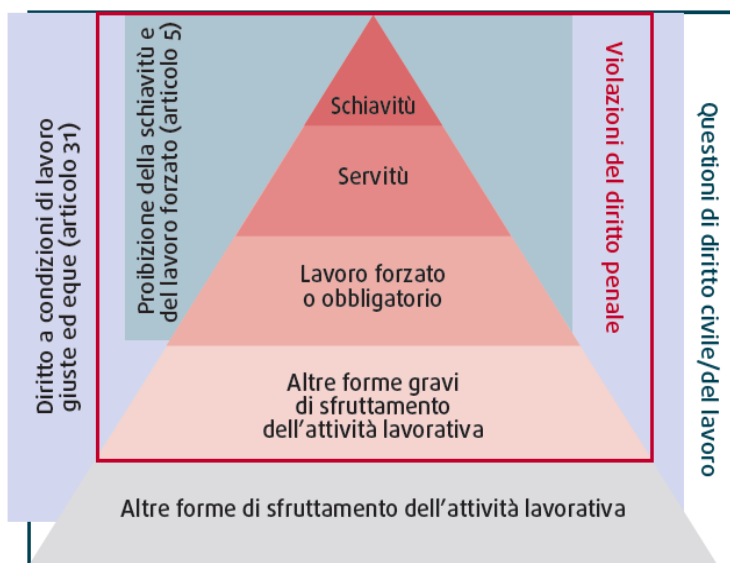 Diritto a condizioni di lavoro
giuste ed eque (articolo 31)
Proibizione della schiavitù e
del lavoro forzato (articolo 5)
Schiavitù
Servitù
Lavoro forzato
o obbligatorio
Altre forme gravi
di sfruttamento
dell'attività lavorativa
Altre forme di sfruttamento dell'attività lavorativa
Violazioni del diritto penale
Questioni di diritto civile/del lavoro